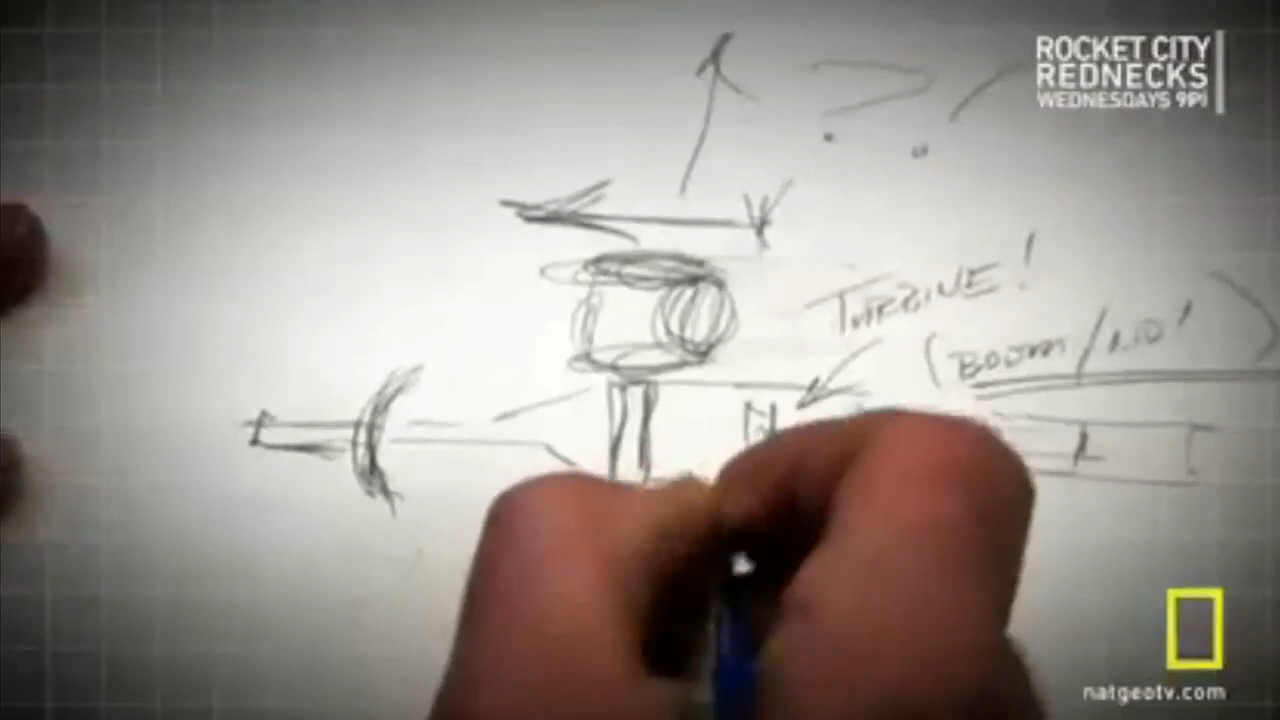 ROCKET CITY
REDNECKS
WEDNESDAYS 9P
??
TURBINE!
N
natgeotv.com